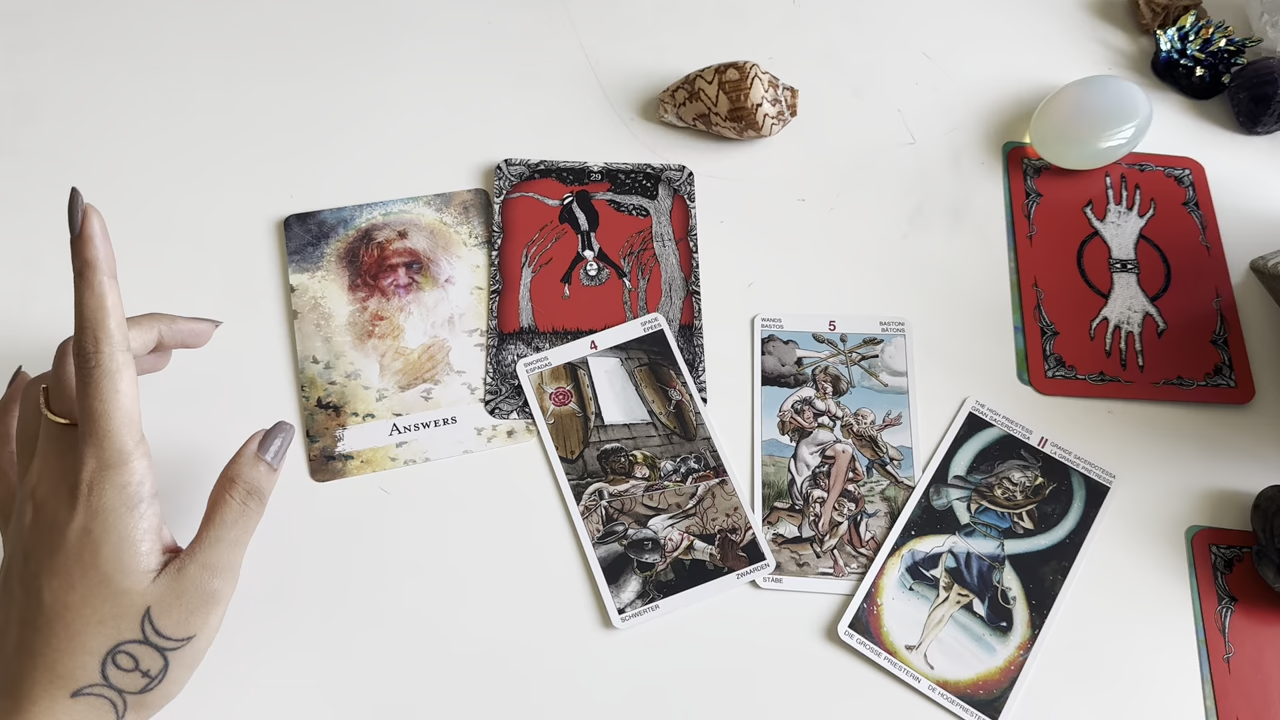 29
ANSWERS
4
SWORDS
ESPADAS
SPADE
EPÉES
SCHWERTER
ZWAARDEN
5
WANDS
BASTOS
BASTONI
BÂTONS
STÄBE
II
THE HIGH PRIESTESS
GRAN SACERDOTISA
GRANDE SACERDOTESSA
LA GRANDE PRÊTRESSE
DIE GROSSE PRIESTERIN